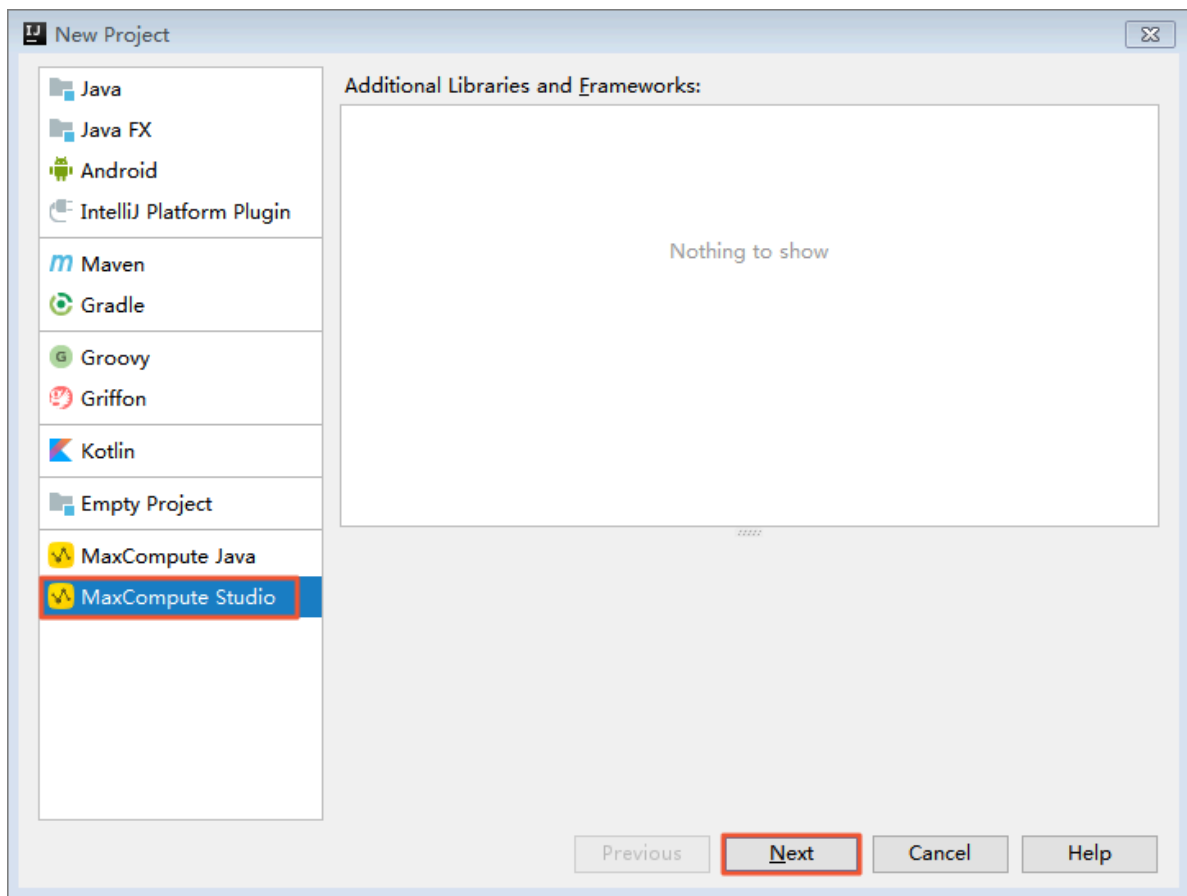 New Project
Java
Java FX
Android
IntelliJ Platform Plugin
Maven
Gradle
Groovy
Griffon
Kotlin
Empty Project
MaxCompute Java
MaxCompute Studio
Additional Libraries and Frameworks:
Nothing to show
Previous
Next
Cancel
Help